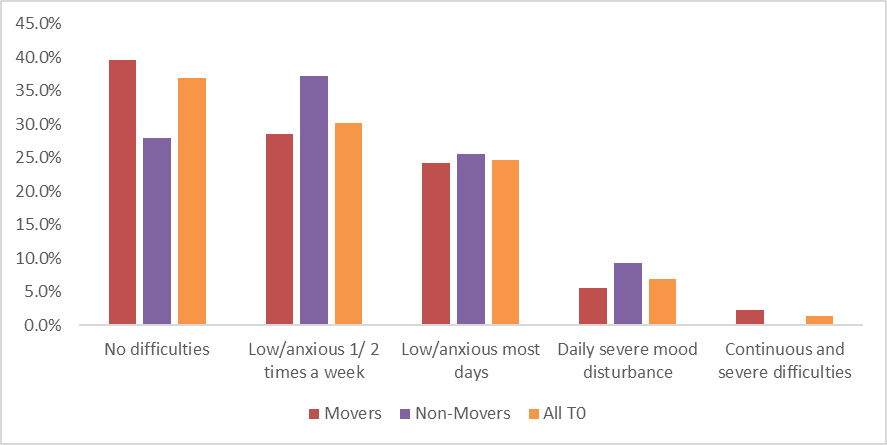 45.0%
40.0%
35.0%
30.0%
25.0%
20.0%
15.0%
10.0%
5.0%
0.0%
No difficulties
Low/anxious 1/ 2
times a week
Low/anxious most
days
Daily severe mood
disturbance
Continuous and
severe difficulties
Movers Non-Movers All T0